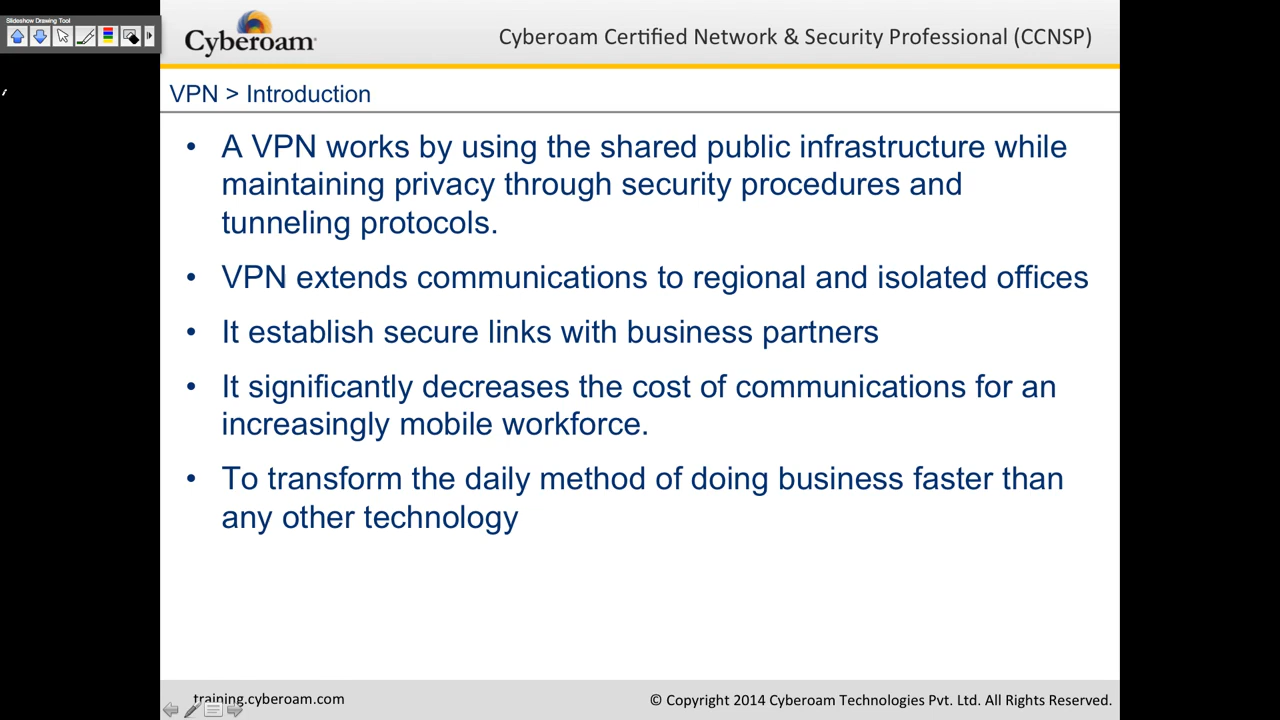 Slideshow Drawing Tool
Cyberoam
Cyberoam Certified Network & Security Professional (CCNSP)
VPN > Introduction
• A VPN works by using the shared public infrastructure while
maintaining privacy through security procedures and
tunneling protocols.
• VPN extends communications to regional and isolated offices
• It establish secure links with business partners
• It significantly decreases the cost of communications for an
increasingly mobile workforce.
• To transform the daily method of doing business faster than
any other technology
training.cyberoam.com
© Copyright 2014 Cyberoam Technologies Pvt. Ltd. All Rights Reserved.